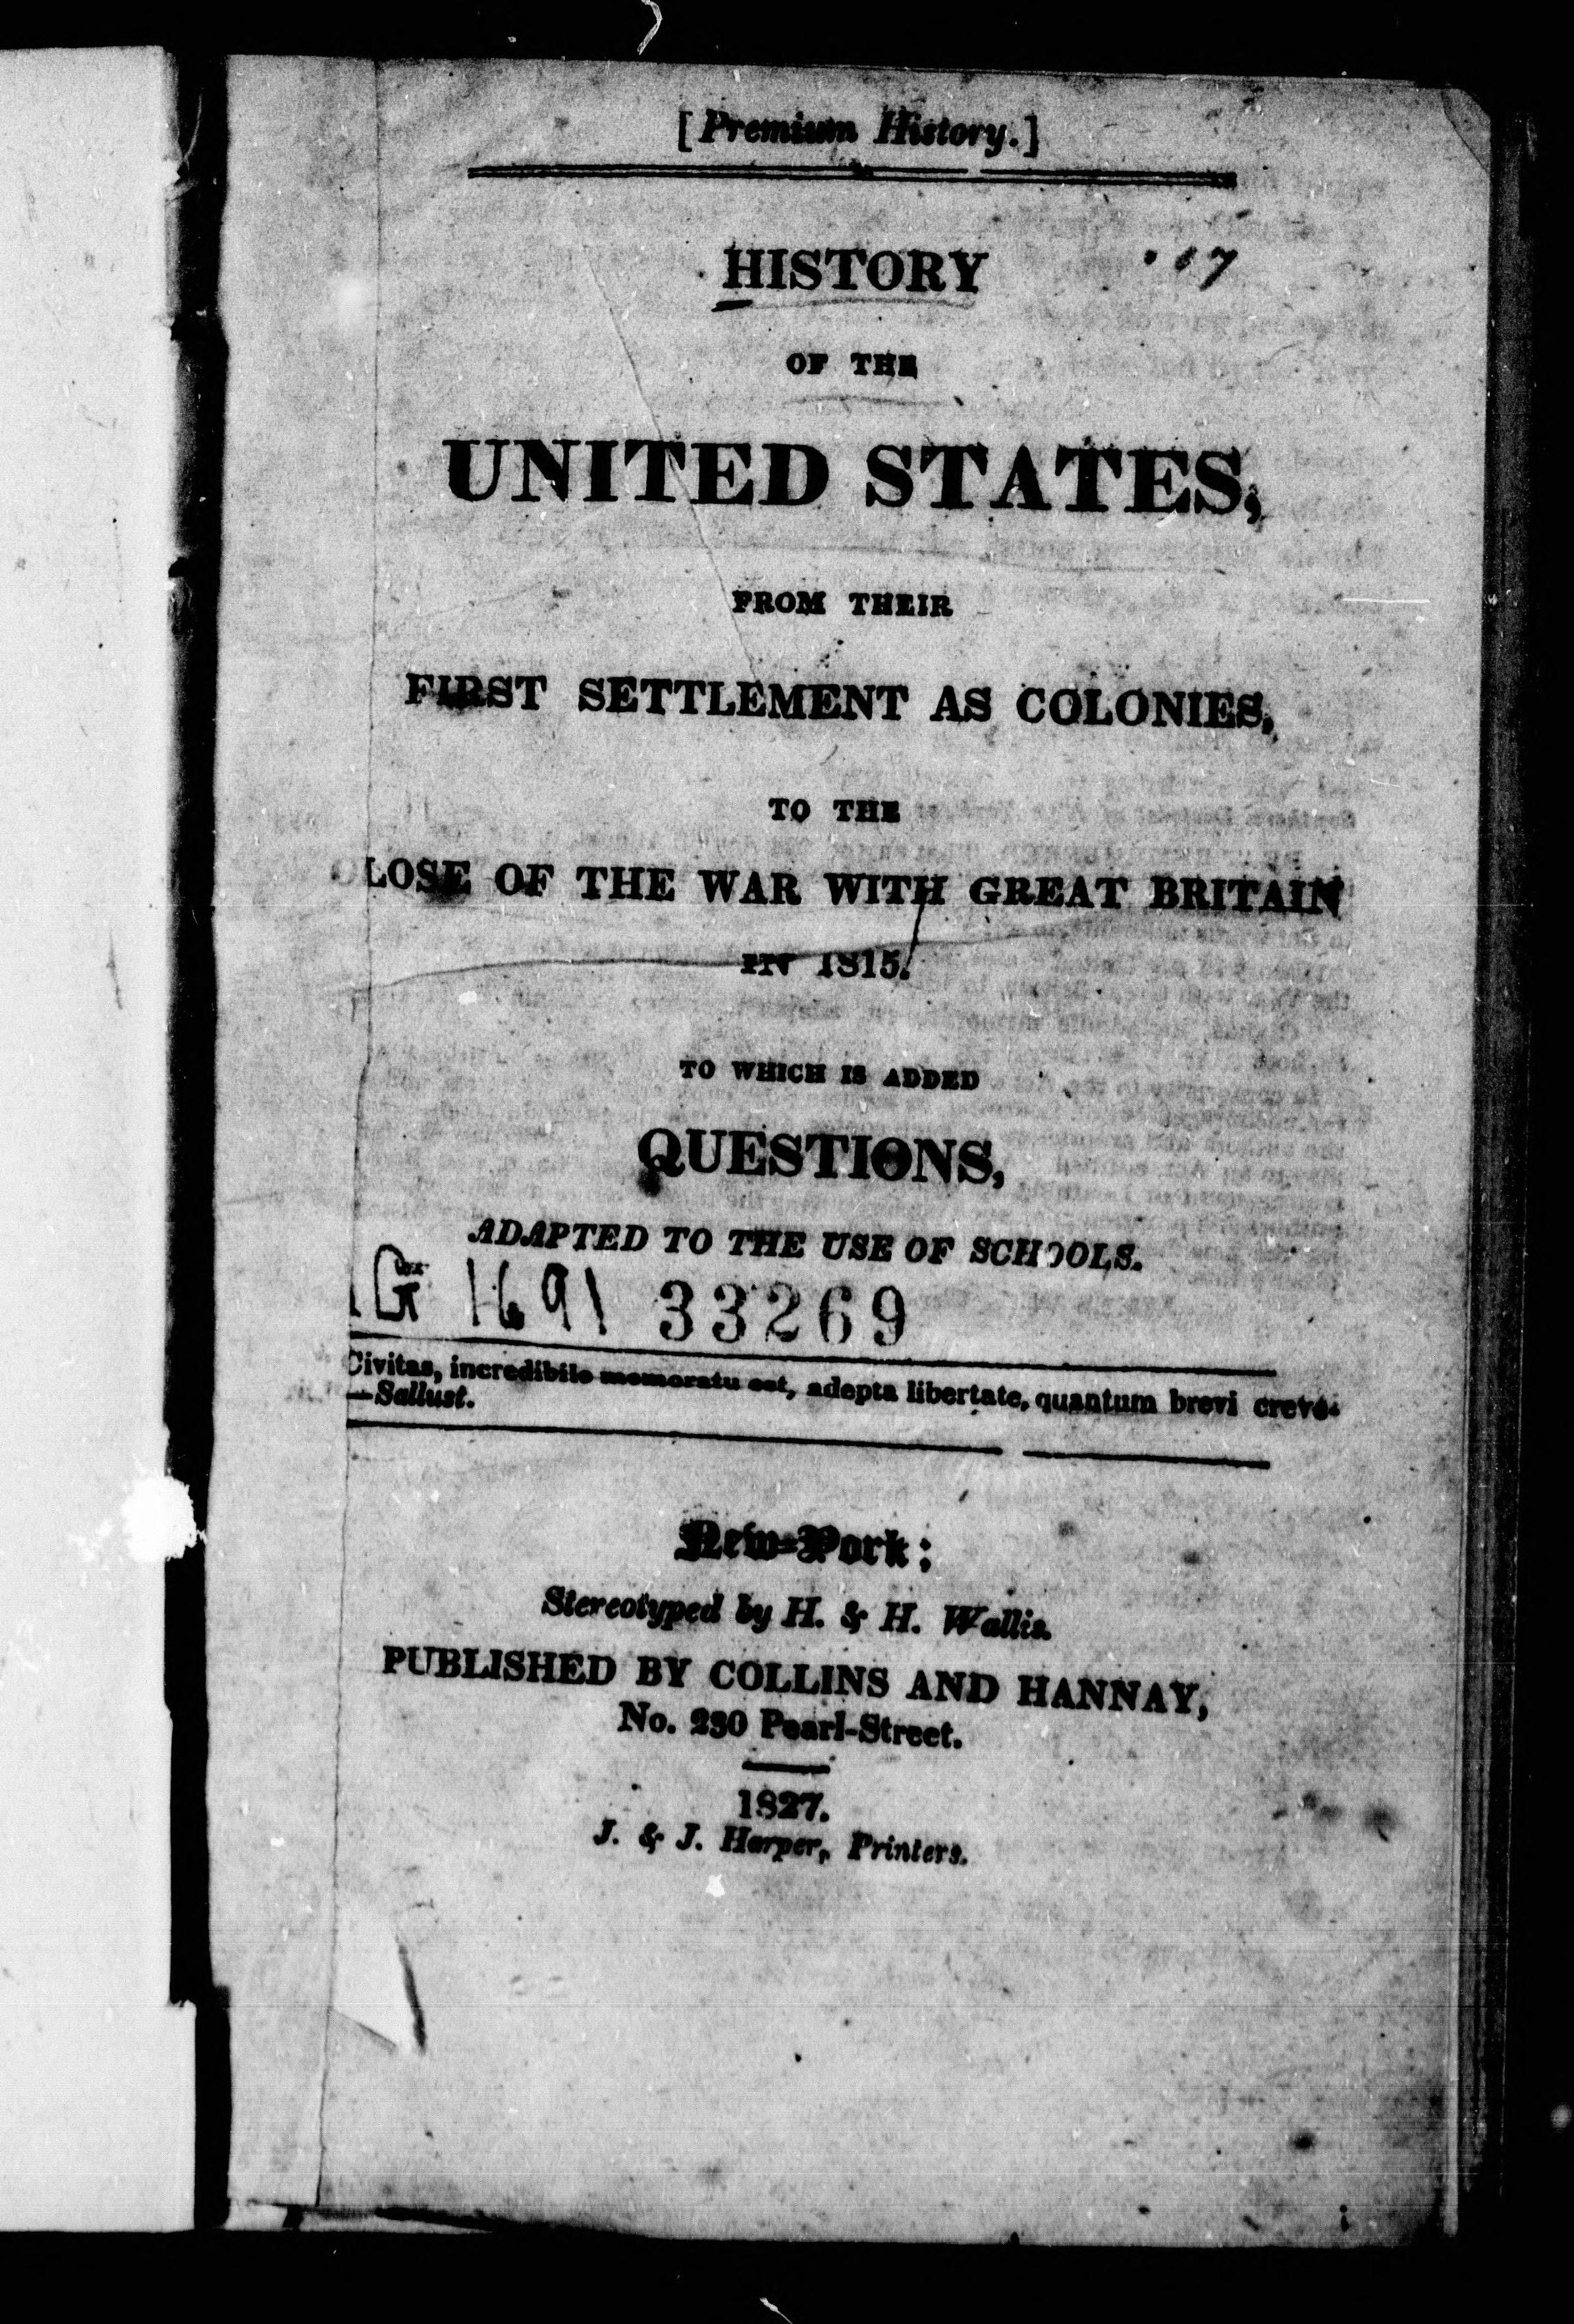 [Premium History.]
HISTORY
OF THE
UNITED STATES,
FROM THEIR
FIRST SETTLEMENT AS COLONIES,
TO THE
CLOSE OF THE WAR WITH GREAT BRITAIN
IN 1815.
TO WHICH IS ADDED
QUESTIONS,
ADAPTED TO THE USE OF SCHOOLS.
1691 33269
Civitas, incredibile memoratu est, adepta libertate, quantum brevi creve-
—Sallust.
New-York:
Stereotyped by H. & H. Wallis.
PUBLISHED BY COLLINS AND HANNAY,
No. 230 Pearl-Street.
1827.
J. & J. Harper, Printers.